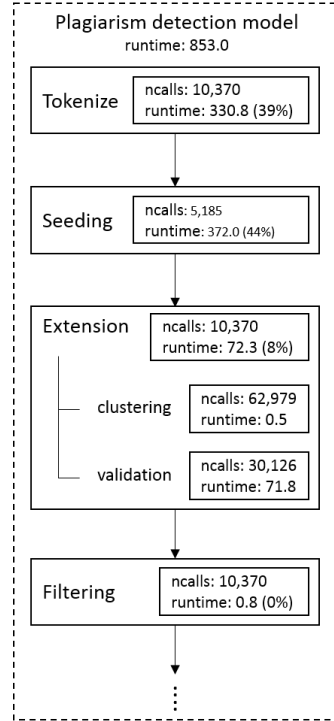 Plagiarism detection model
runtime: 853.0
Tokenize
ncalls: 10,370
runtime: 330.8 (39%)
Seeding
ncalls: 5,185
runtime: 372.0 (44%)
Extension
ncalls: 10,370
runtime: 72.3 (8%)
clustering
ncalls: 62,979
runtime: 0.5
validation
ncalls: 30,126
runtime: 71.8
Filtering
ncalls: 10,370
runtime: 0.8 (0%)